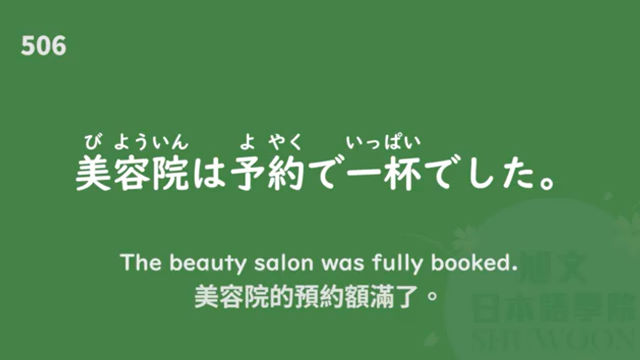 506
び よういん よ やく いっぱい
美容院は予約で一杯でした。
The beauty salon was fully booked.
美容院的預約額滿了。
日本語學院
SHUWOON